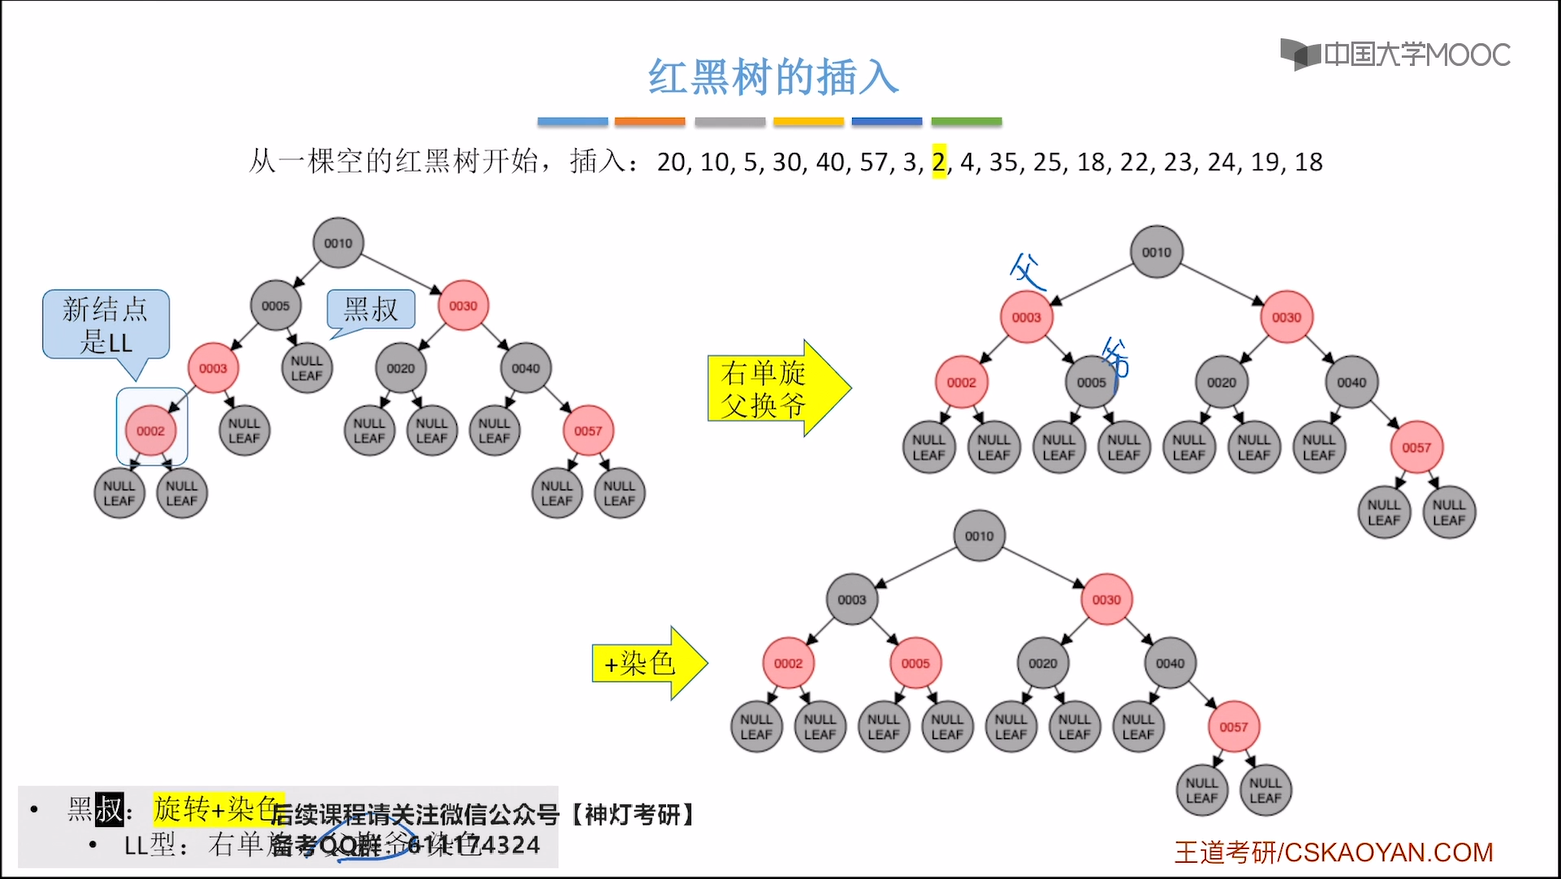 中国大学MOOC
红黑树的插入
从一棵空的红黑树开始，插入：20, 10, 5, 30, 40, 57, 3, 2, 4, 35, 25, 18, 22, 23, 24, 19, 18
0010
0005
0030
新结点
是LL
黑叔
0003
NULL
LEAF
0020
0040
0002
NULL
LEAF
NULL
LEAF
NULL
LEAF
NULL
LEAF
0057
NULL
LEAF
NULL
LEAF
NULL
LEAF
NULL
LEAF
右单旋
父换爷
0010
父
0003
0030
爷
0002
0005
0020
0040
NULL
LEAF
NULL
LEAF
NULL
LEAF
NULL
LEAF
NULL
LEAF
NULL
LEAF
NULL
LEAF
0057
NULL
LEAF
NULL
LEAF
+染色
0010
0003
0030
0002
0005
0020
0040
NULL
LEAF
NULL
LEAF
NULL
LEAF
NULL
LEAF
NULL
LEAF
NULL
LEAF
NULL
LEAF
0057
NULL
LEAF
NULL
LEAF
• 黑叔：旋转+染色
后续课程请关注微信公众号【神灯考研】
• LL型：右单旋，父换爷+染色
备考QQ群：611174324
王道考研/CSKAOYAN.COM